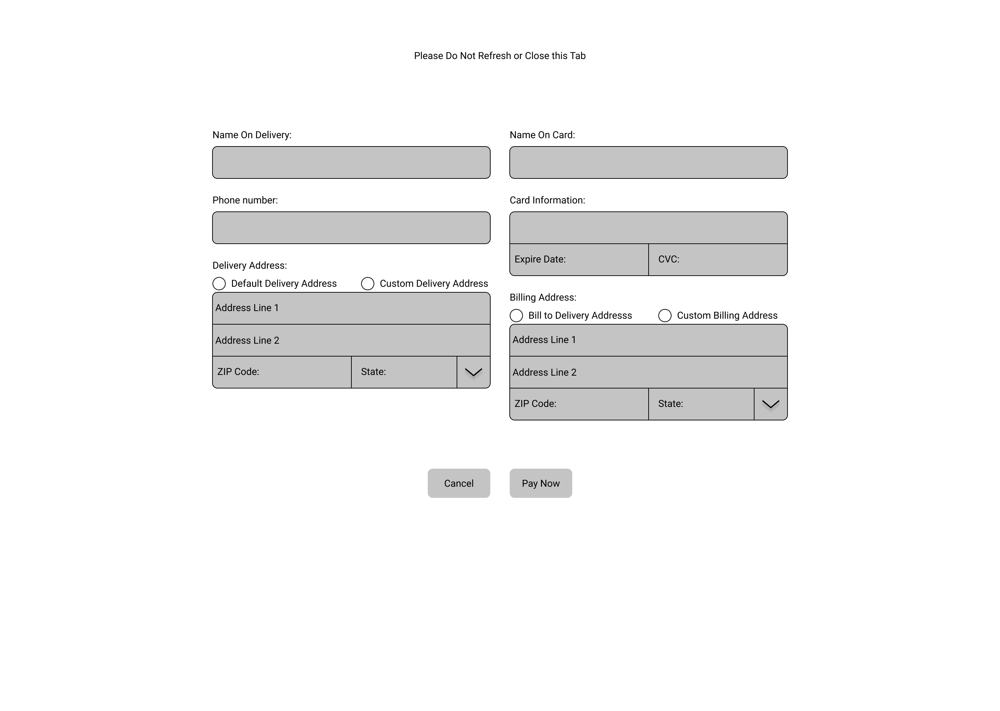 Please Do Not Refresh or Close this Tab
Name On Delivery:
Phone number:
Delivery Address:
Default Delivery Address
Custom Delivery Address
Address Line 1
Address Line 2
ZIP Code:
State:
Name On Card:
Card Information:
Expire Date:
CVC:
Billing Address:
Bill to Delivery Addresss
Custom Billing Address
Address Line 1
Address Line 2
ZIP Code:
State:
Cancel
Pay Now